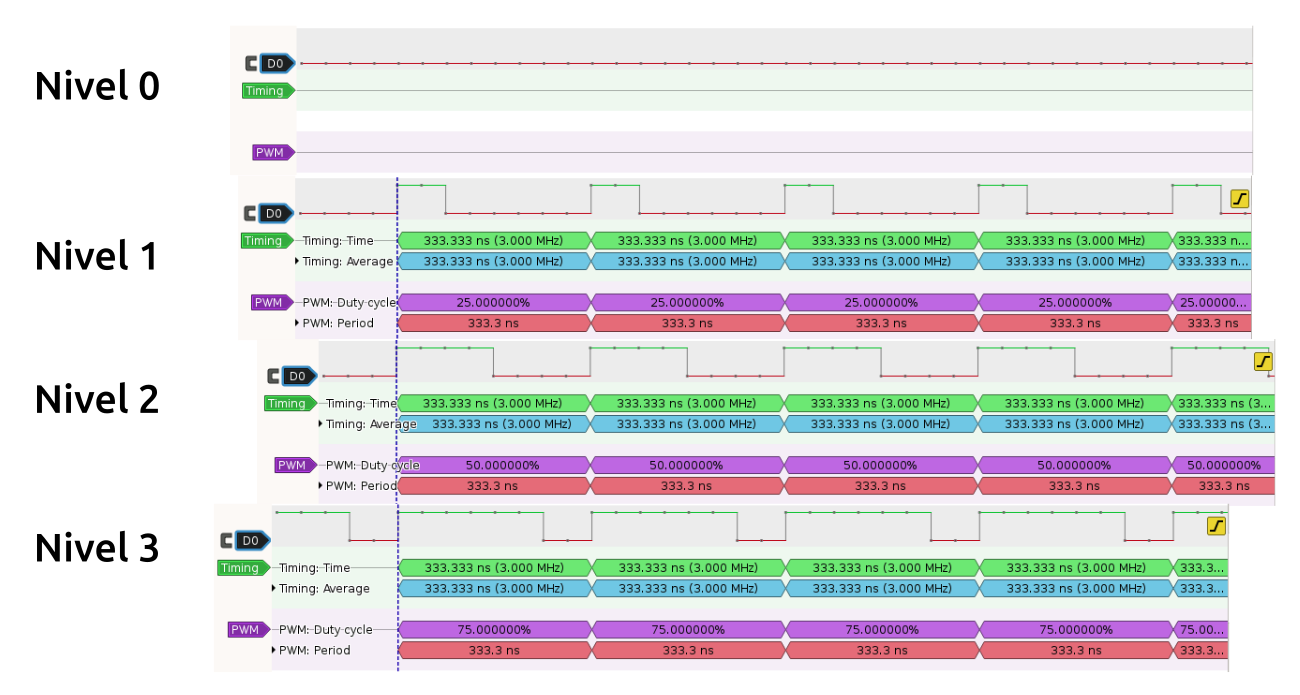 Nivel 0
D0
Timing
PWM
Nivel 1
D0
Timing Timing: Time 333.333 ns (3.000 MHz) 333.333 ns (3.000 MHz) 333.333 ns (3.000 MHz) 333.333 ns (3.000 MHz) 333.333 n...
Timing: Average 333.333 ns (3.000 MHz) 333.333 ns (3.000 MHz) 333.333 ns (3.000 MHz) 333.333 ns (3.000 MHz) 333.333 n...
PWM PWM: Duty cycle 25.000000% 25.000000% 25.000000% 25.000000% 25.00000...
PWM: Period 333.3 ns 333.3 ns 333.3 ns 333.3 ns 333.3 ns
Nivel 2
D0
Timing Timing: Time 333.333 ns (3.000 MHz) 333.333 ns (3.000 MHz) 333.333 ns (3.000 MHz) 333.333 ns (3.000 MHz) 333.333 ns (3...
Timing: Average 333.333 ns (3.000 MHz) 333.333 ns (3.000 MHz) 333.333 ns (3.000 MHz) 333.333 ns (3.000 MHz) 333.333 ns (3...
PWM PWM: Duty cycle 50.000000% 50.000000% 50.000000% 50.000000% 50.000000%
PWM: Period 333.3 ns 333.3 ns 333.3 ns 333.3 ns 333.3 ns
Nivel 3
D0
Timing Timing: Time 333.333 ns (3.000 MHz) 333.333 ns (3.000 MHz) 333.333 ns (3.000 MHz) 333.333 ns (3.000 MHz) 333.3...
Timing: Average 333.333 ns (3.000 MHz) 333.333 ns (3.000 MHz) 333.333 ns (3.000 MHz) 333.333 ns (3.000 MHz) 333.3...
PWM PWM: Duty cycle 75.000000% 75.000000% 75.000000% 75.000000% 75.00...
PWM: Period 333.3 ns 333.3 ns 333.3 ns 333.3 ns 333.3...